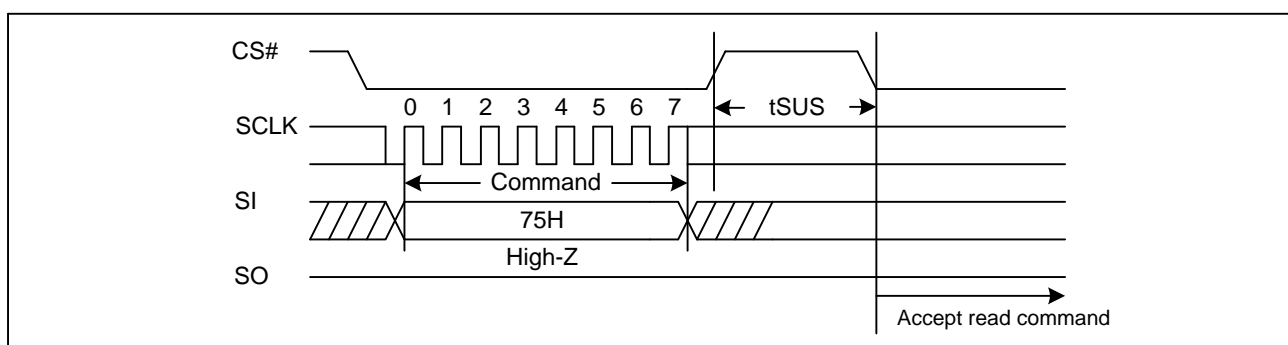 CS#
tSUS
0 1 2 3 4 5 6 7
SCLK
Command
SI
75H
High-Z
SO
Accept read command